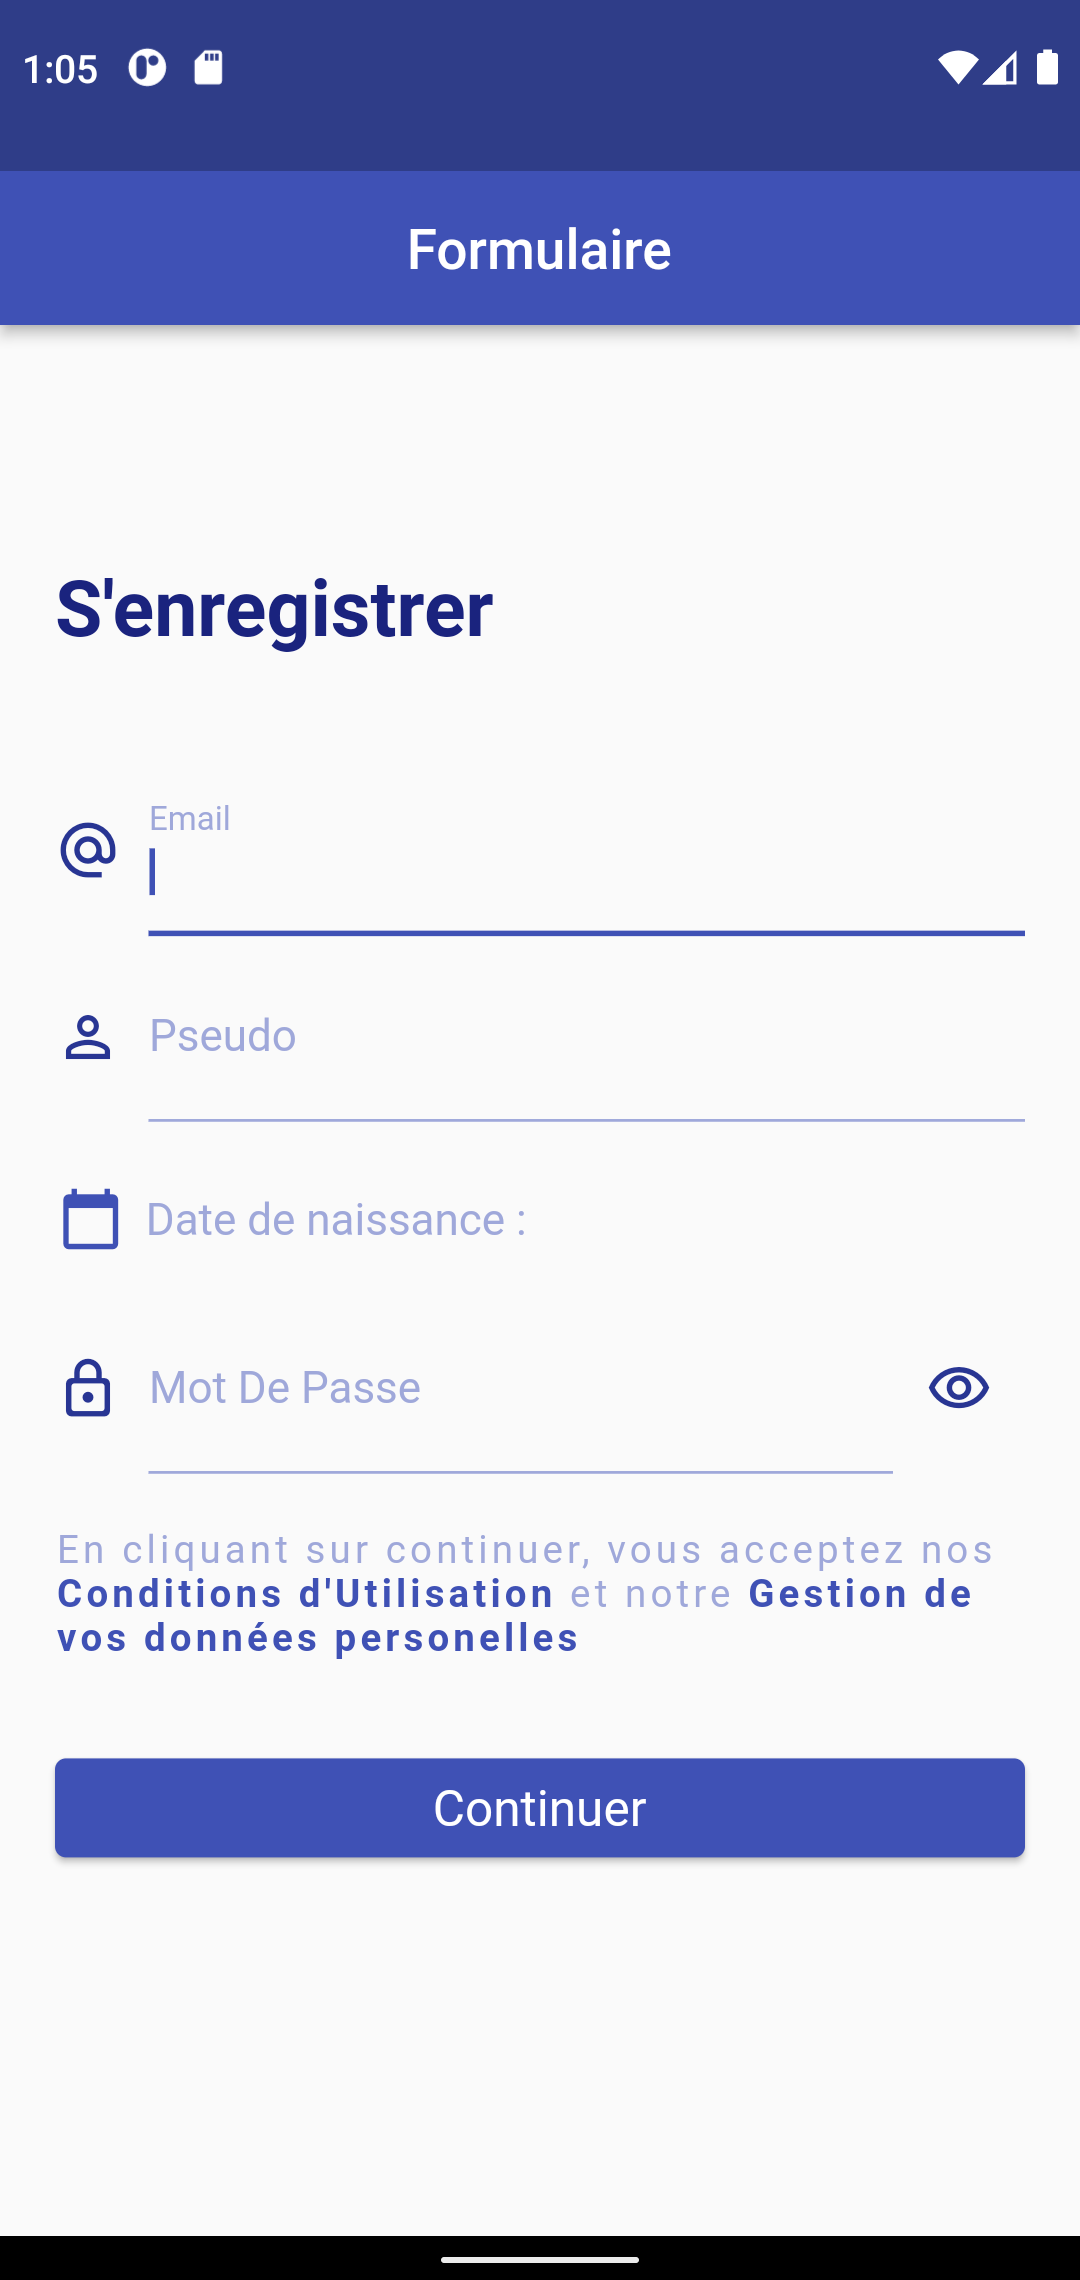 1:05
Formulaire
S'enregistrer
Email
Pseudo
Date de naissance :
Mot De Passe
En cliquant sur continuer, vous acceptez nos
Conditions d'Utilisation et notre Gestion de
vos données personelles
Continuer